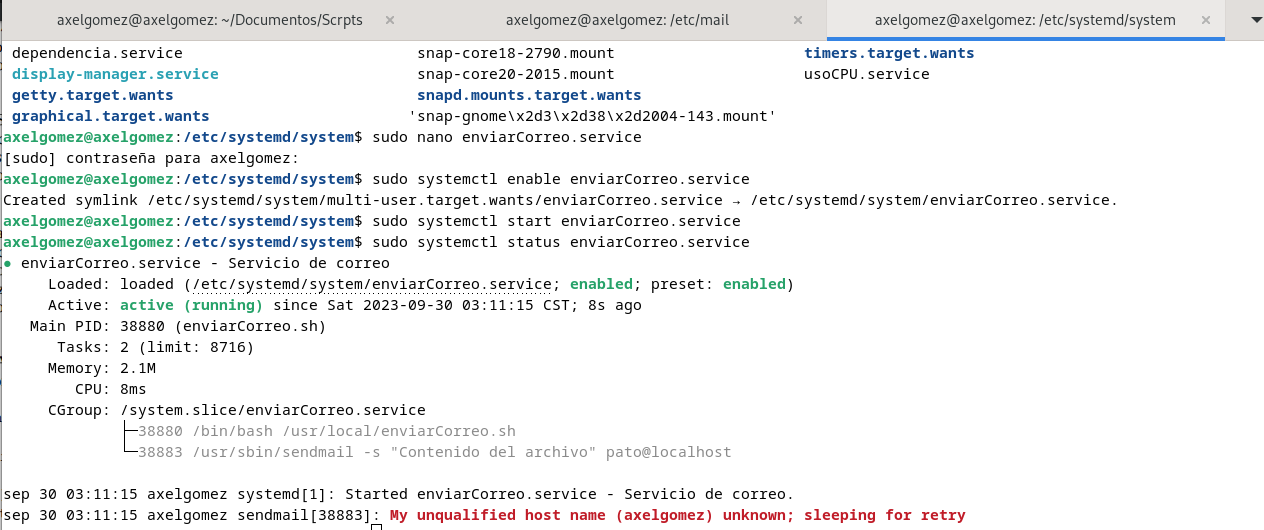 axelgomez@axelgomez: ~/Documentos/Scrpts × axelgomez@axelgomez: /etc/mail × axelgomez@axelgomez: /etc/systemd/system ×
dependencia.service snap-core18-2790.mount timers.target.wants
display-manager.service snap-core20-2015.mount usoCPU.service
getty.target.wants snapd.mounts.target.wants
graphical.target.wants 'snap-gnome\x2d3\x2d38\x2d2004-143.mount'
axelgomez@axelgomez:/etc/systemd/system$ sudo nano enviarCorreo.service
[sudo] contraseña para axelgomez:
axelgomez@axelgomez:/etc/systemd/system$ sudo systemctl enable enviarCorreo.service
Created symlink /etc/systemd/system/multi-user.target.wants/enviarCorreo.service → /etc/systemd/system/enviarCorreo.service.
axelgomez@axelgomez:/etc/systemd/system$ sudo systemctl start enviarCorreo.service
axelgomez@axelgomez:/etc/systemd/system$ sudo systemctl status enviarCorreo.service
● enviarCorreo.service - Servicio de correo
Loaded: loaded (/etc/systemd/system/enviarCorreo.service; enabled; preset: enabled)
Active: active (running) since Sat 2023-09-30 03:11:15 CST; 8s ago
Main PID: 38880 (enviarCorreo.sh)
Tasks: 2 (limit: 8716)
Memory: 2.1M
CPU: 8ms
CGroup: /system.slice/enviarCorreo.service
├─38880 /bin/bash /usr/local/enviarCorreo.sh
└─38883 /usr/sbin/sendmail -s "Contenido del archivo" pato@localhost
sep 30 03:11:15 axelgomez systemd[1]: Started enviarCorreo.service - Servicio de correo.
sep 30 03:11:15 axelgomez sendmail[38883]: My unqualified host name (axelgomez) unknown; sleeping for retry